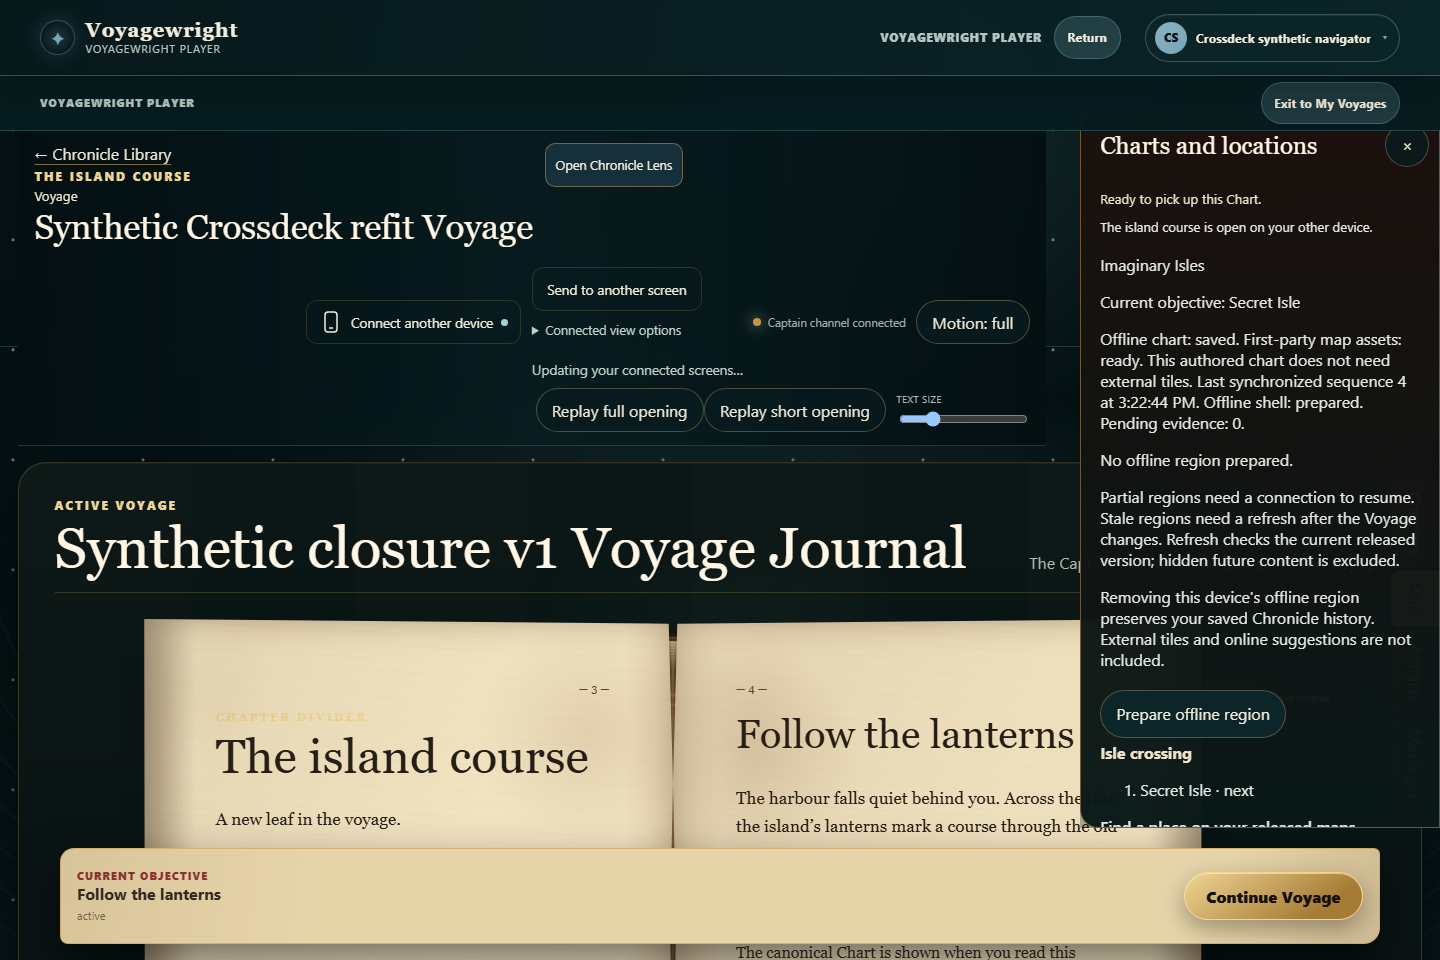 Voyagewright
VOYAGEWRIGHT PLAYER
VOYAGEWRIGHT PLAYER
Return
CS
Crossdeck synthetic navigator
VOYAGEWRIGHT PLAYER
Exit to My Voyages
← Chronicle Library
THE ISLAND COURSE
Voyage
Synthetic Crossdeck refit Voyage
Open Chronicle Lens
Send to another screen
Connect another device
Connected view options
Captain channel connected
Motion: full
Updating your connected screens...
Replay full opening
Replay short opening
TEXT SIZE
Charts and locations
×
Ready to pick up this Chart.
The island course is open on your other device.
Imaginary Isles
Current objective: Secret Isle
Offline chart: saved. First-party map assets:
ready. This authored chart does not need
external tiles. Last synchronized sequence 4
at 3:22:44 PM. Offline shell: prepared.
Pending evidence: 0.
No offline region prepared.
Partial regions need a connection to resume.
Stale regions need a refresh after the Voyage
changes. Refresh checks the current released
version; hidden future content is excluded.
Removing this device's offline region
preserves your saved Chronicle history.
External tiles and online suggestions are not
included.
Prepare offline region
Isle crossing
1. Secret Isle · next
Find a place on your released maps
ACTIVE VOYAGE
Synthetic closure v1 Voyage Journal
The
— 3 —
CHAPTER DIVIDER
The island course
A new leaf in the voyage.
— 4 —
Follow the lanterns
The harbour falls quiet behind you. Across the
the island's lanterns mark a course through the old
CURRENT OBJECTIVE
Follow the lanterns
active
Continue Voyage
The canonical Chart is shown when you read this